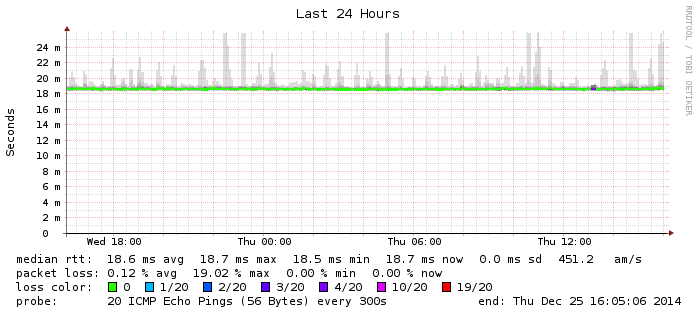 Last 24 Hours
RRDTOOL / TOBI OETIKER
Seconds
24 m
22 m
20 m
18 m
16 m
14 m
12 m
10 m
8 m
6 m
4 m
2 m
0
Wed 18:00 Thu 00:00 Thu 06:00 Thu 12:00
median rtt: 18.6 ms avg 18.7 ms max 18.5 ms min 18.7 ms now 0.0 ms sd 451.2 am/s
packet loss: 0.12 % avg 19.02 % max 0.00 % min 0.00 % now
loss color: 0 1/20 2/20 3/20 4/20 10/20 19/20
probe: 20 ICMP Echo Pings (56 Bytes) every 300s end: Thu Dec 25 16:05:06 2014